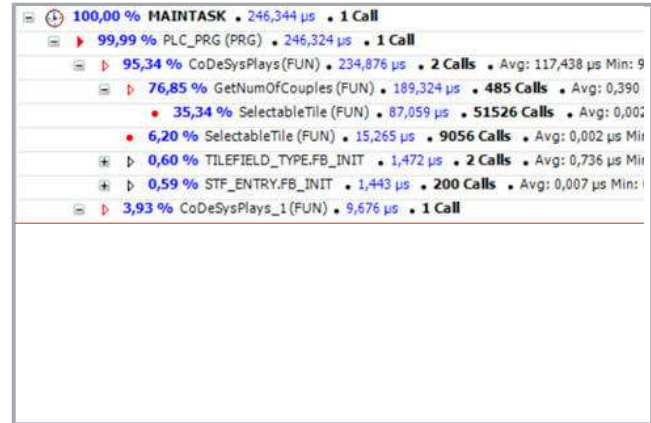 100,00 % MAINTASK • 246,344 µs • 1 Call
99,99 % PLC_PRG (PRG) • 246,324 µs • 1 Call
95,34 % CoDeSysPlays (FUN) • 234,876 µs • 2 Calls • Avg: 117,438 µs Min: 9
76,85 % GetNumOfCouples (FUN) • 189,324 µs • 485 Calls • Avg: 0,390
35,34 % SelectableTile (FUN) • 87,059 µs • 51526 Calls • Avg: 0,002
6,20 % SelectableTile (FUN) • 15,265 µs • 9056 Calls • Avg: 0,002 µs Mi
0,60 % TILEFIELD_TYPE.FB_INIT • 1,472 µs • 2 Calls • Avg: 0,736 µs Mi
0,59 % STF_ENTRY.FB_INIT • 1,443 µs • 200 Calls • Avg: 0,007 µs Min:
3,93 % CoDeSysPlays_1 (FUN) • 9,676 µs • 1 Call